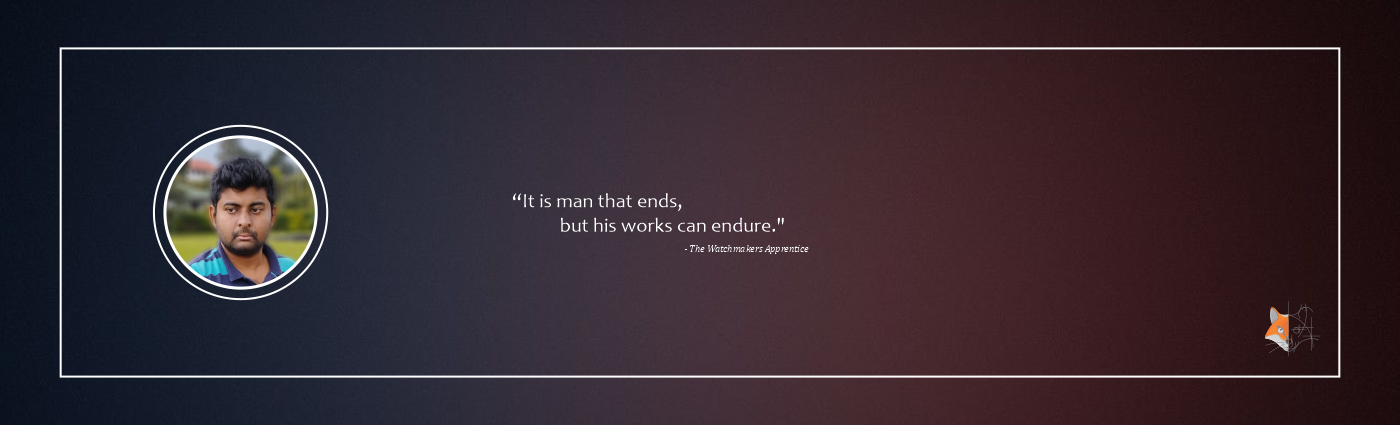 “It is man that ends,
but his works can endure."
- The Watchmakers Apprentice